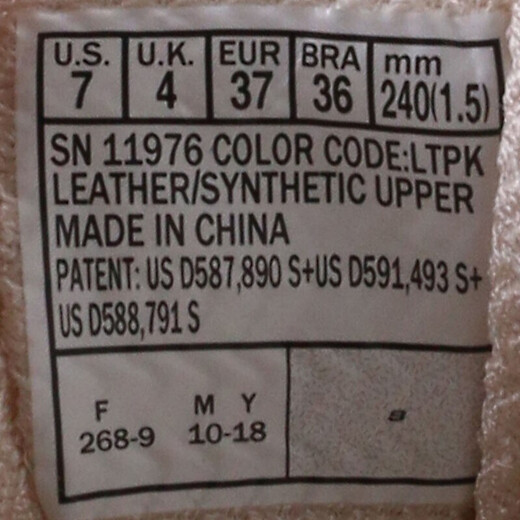 U.S. U.K. EUR BRA mm
7 4 37 36 240(1.5)
SN 11976 COLOR CODE:LTPK
LEATHER/SYNTHETIC UPPER
MADE IN CHINA
PATENT: US D587,890 S+US D591,493 S+
US D588,791 S
F M Y
268-9 10-18